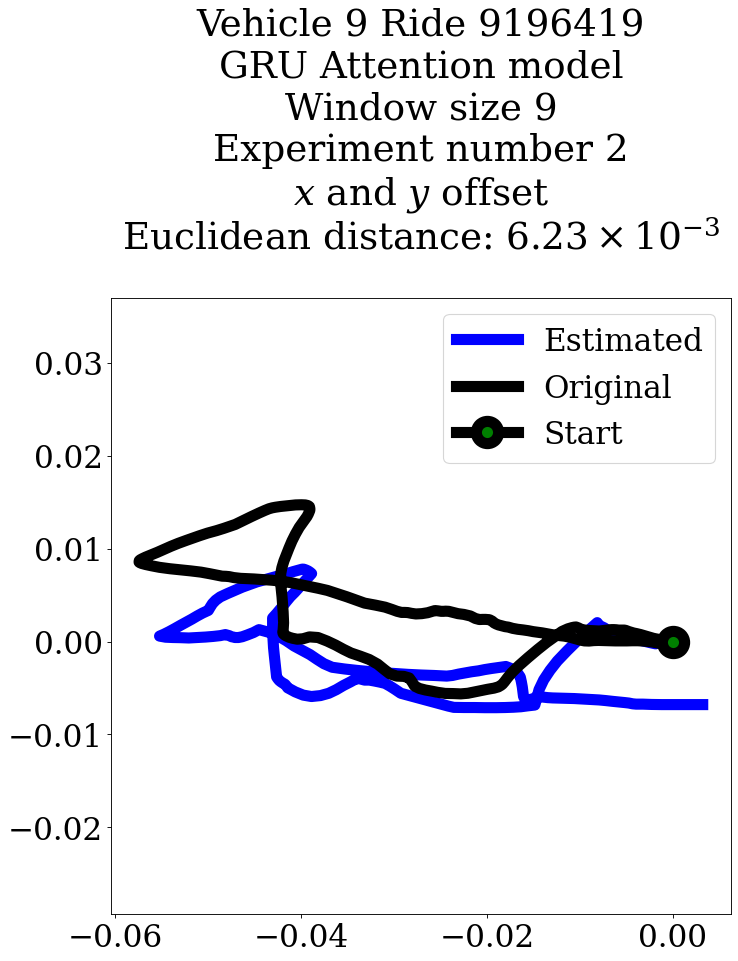 Vehicle 9 Ride 9196419
GRU Attention model
Window size 9
Experiment number 2
x and y offset
Euclidean distance: 6.23 × 10⁻³
Estimated
Original
Start
0.03
0.02
0.01
0.00
−0.01
−0.02
−0.06
−0.04
−0.02
0.00